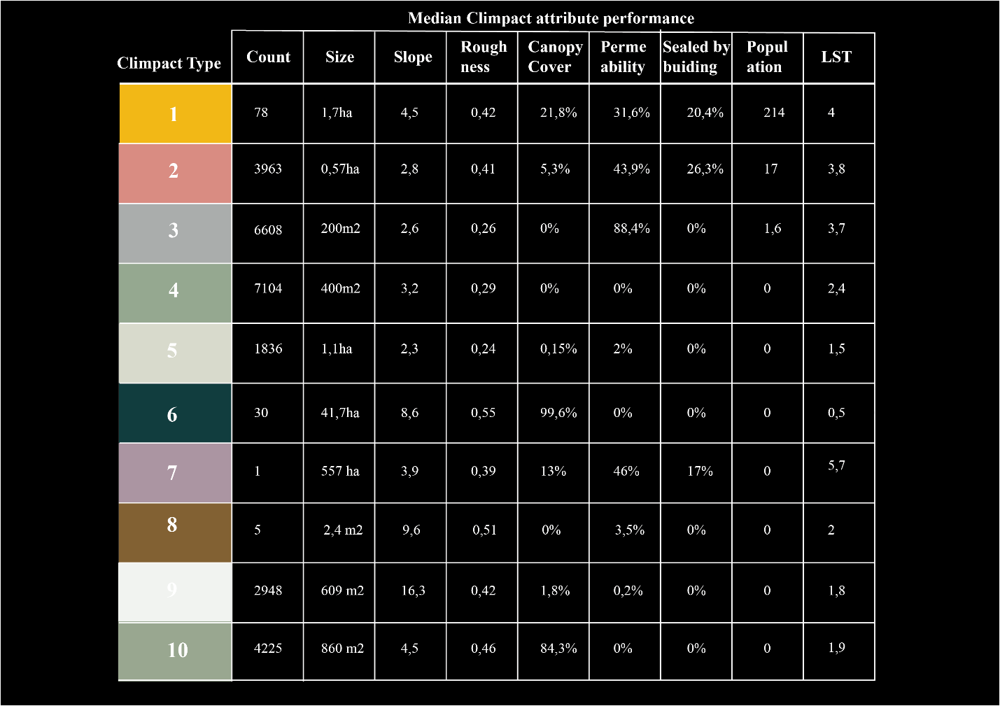 Median Climpact attribute performance
Climpact Type Count Size Slope Rough ness Canopy Cover Perme ability Sealed by buiding Popul ation LST
1 78 1,7ha 4,5 0,42 21,8% 31,6% 20,4% 214 4
2 3963 0,57ha 2,8 0,41 5,3% 43,9% 26,3% 17 3,8
3 6608 200m2 2,6 0,26 0% 88,4% 0% 1,6 3,7
4 7104 400m2 3,2 0,29 0% 0% 0% 0 2,4
5 1836 1,1ha 2,3 0,24 0,15% 2% 0% 0 1,5
6 30 41,7ha 8,6 0,55 99,6% 0% 0% 0 0,5
7 1 557 ha 3,9 0,39 13% 46% 17% 0 5,7
8 5 2,4 m2 9,6 0,51 0% 3,5% 0% 0 2
9 2948 609 m2 16,3 0,42 1,8% 0,2% 0% 0 1,8
10 4225 860 m2 4,5 0,46 84,3% 0% 0% 0 1,9